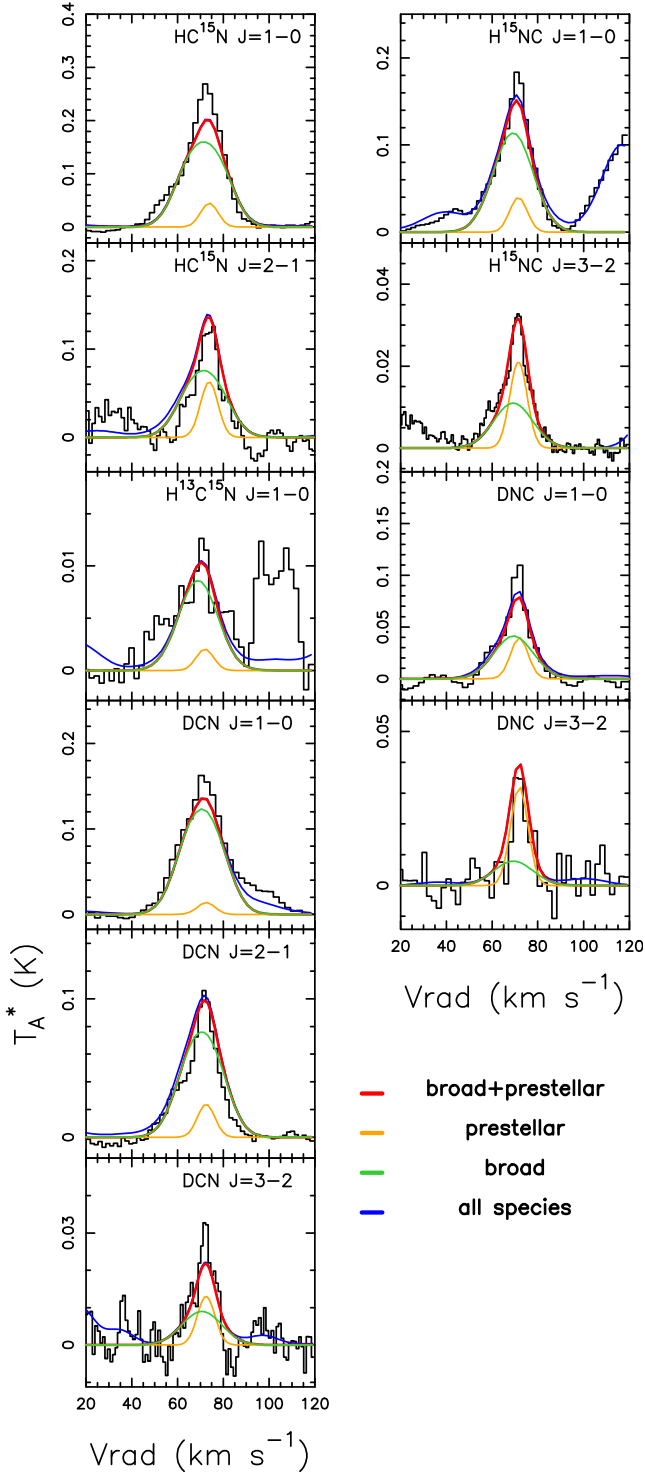 HC¹⁵N J=1-0
0.4
0.3
0.2
0.1
0
HC¹⁵N J=2-1
0.2
0.1
0
H¹³C¹⁵N J=1-0
0.01
0
DCN J=1-0
0.2
0.1
0
DCN J=2-1
0.1
0
DCN J=3-2
0.03
0
20 40 60 80 100 120
Vrad (km s⁻¹)
T_A* (K)
H¹⁵NC J=1-0
0.2
0.1
0
H¹⁵NC J=3-2
0.04
0.02
0
DNC J=1-0
0.2
0.15
0.1
0.05
0
DNC J=3-2
0.05
0
20 40 60 80 100 120
Vrad (km s⁻¹)
broad+prestellar
prestellar
broad
all species